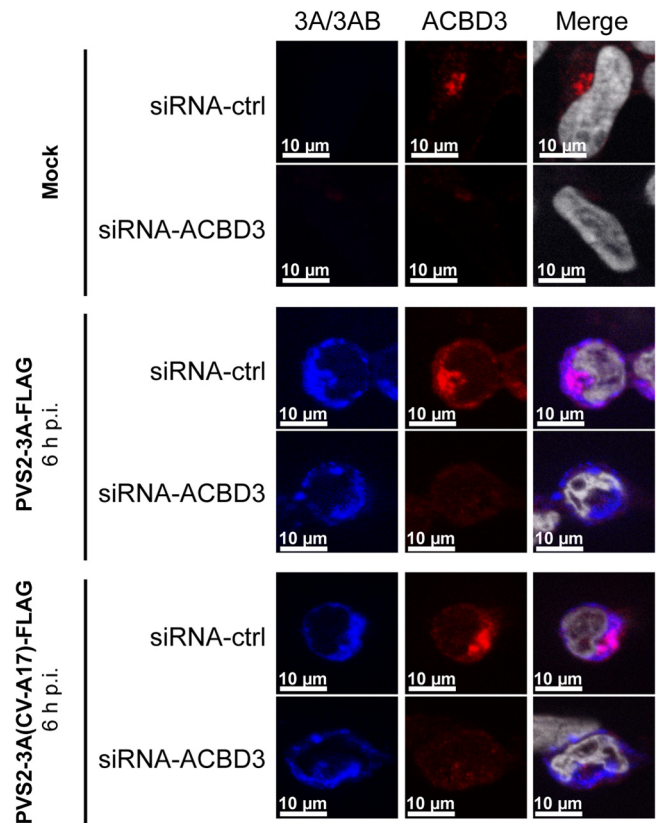 3A/3AB ACBD3 Merge
Mock
siRNA-ctrl
10 µm 10 µm 10 µm
siRNA-ACBD3
10 µm 10 µm 10 µm
PVS2-3A-FLAG
6 h p.i.
siRNA-ctrl
10 µm 10 µm 10 µm
siRNA-ACBD3
10 µm 10 µm 10 µm
PVS2-3A(CV-A17)-FLAG
6 h p.i.
siRNA-ctrl
10 µm 10 µm 10 µm
siRNA-ACBD3
10 µm 10 µm 10 µm